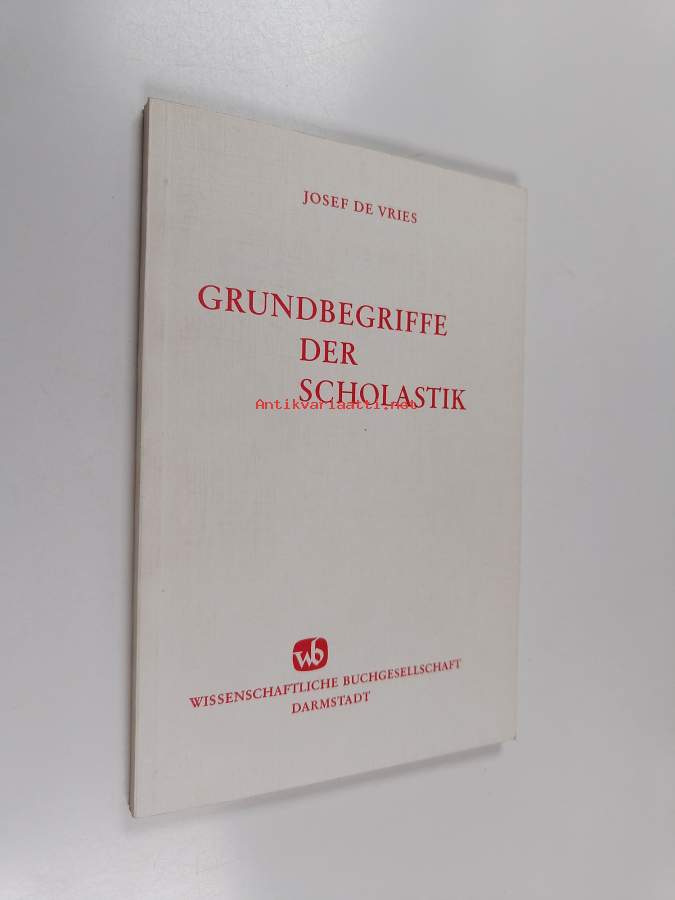 JOSEF DE VRIES
GRUNDBEGRIFFE
DER
SCHOLASTIK
Antikvariaatti.net
wb
WISSENSCHAFTLICHE BUCHGESELLSCHAFT
DARMSTADT